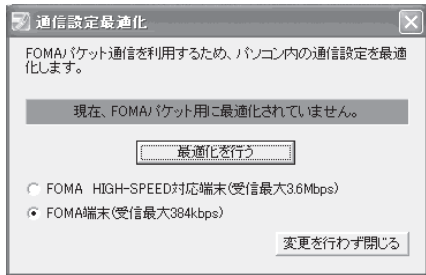 通信設定最適化
FOMAパケット通信を利用するため、パソコン内の通信設定を最適
化します。
現在、FOMAパケット用に最適化されていません。
最適化を行う
FOMA HIGH-SPEED対応端末(受信最大3.6Mbps)
FOMA端末(受信最大384kbps)
変更を行わず閉じる